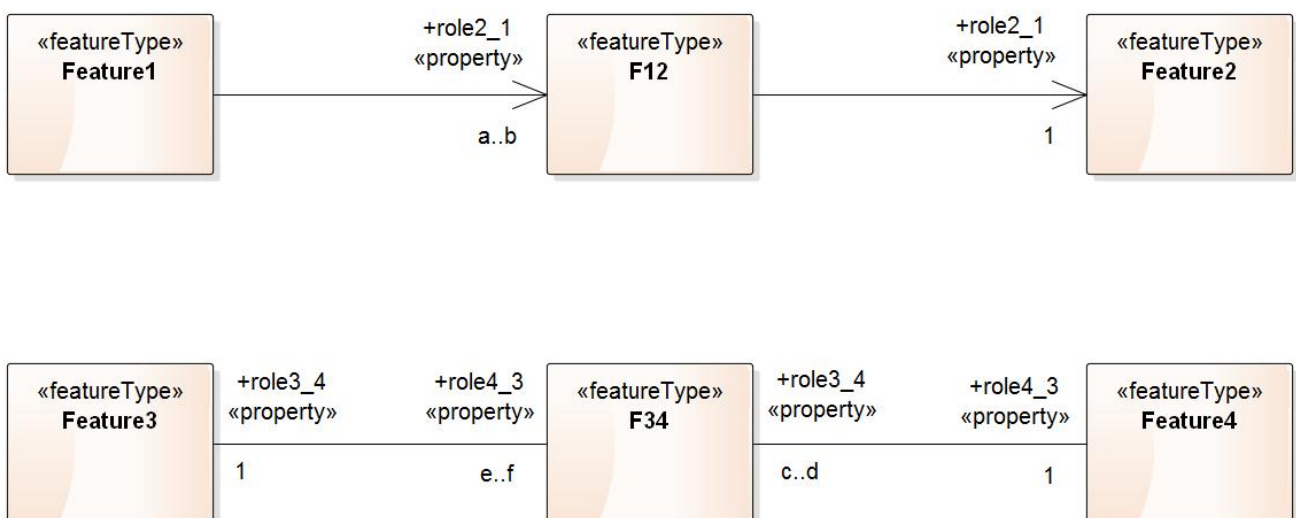 «featureType»
Feature1
+role2_1
«property»
a..b
«featureType»
F12
+role2_1
«property»
1
«featureType»
Feature2
«featureType»
Feature3
+role3_4
«property»
1
+role4_3
«property»
e..f
«featureType»
F34
+role3_4
«property»
c..d
+role4_3
«property»
1
«featureType»
Feature4